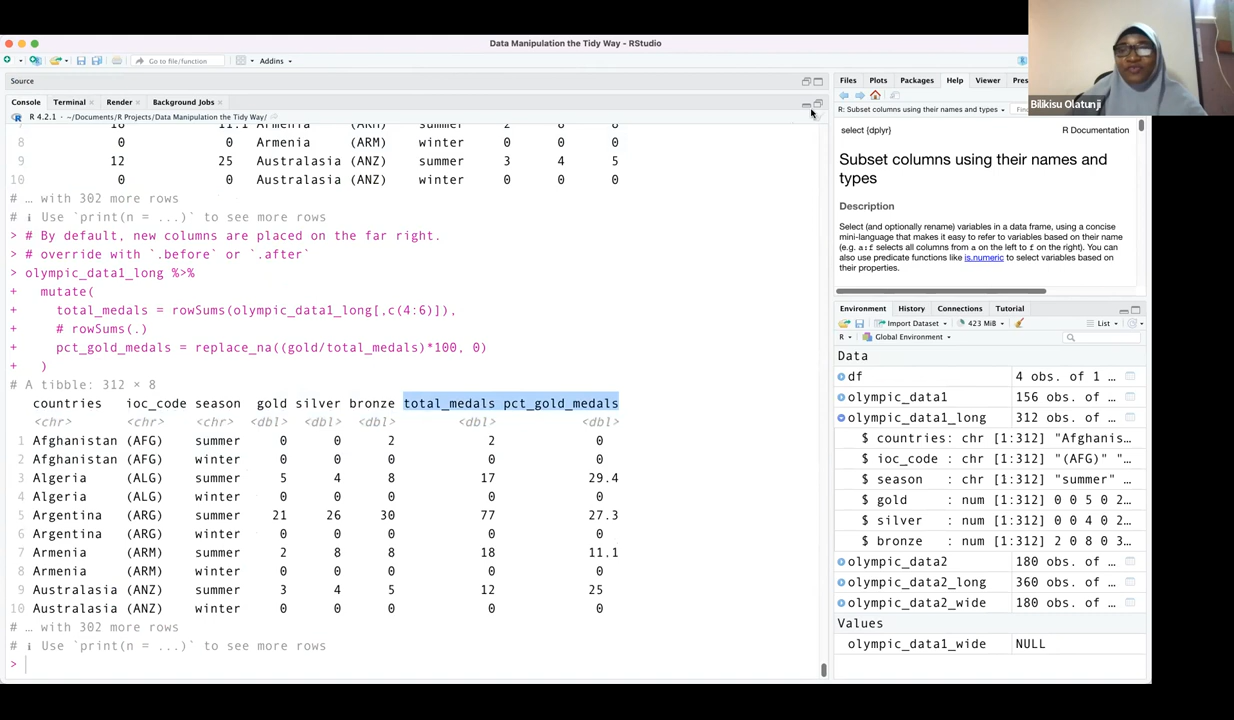 Data Manipulation the Tidy Way - RStudio
Go to file/function
Addins
Source
Console Terminal Render Background Jobs
R 4.2.1 · ~/Documents/R Projects/Data Manipulation the Tidy Way/
8 0 0 Armenia (ARM) winter 0 0 0
9 12 25 Australasia (ANZ) summer 3 4 5
10 0 0 Australasia (ANZ) winter 0 0 0
# … with 302 more rows
# ℹ Use `print(n = ...)` to see more rows
> # By default, new columns are placed on the far right.
> # override with `.before` or `.after`
> olympic_data1_long %>%
+ mutate(
+ total_medals = rowSums(olympic_data1_long[,c(4:6)]),
+ # rowSums(.)
+ pct_gold_medals = replace_na((gold/total_medals)*100, 0)
+ )
# A tibble: 312 × 8
countries ioc_code season gold silver bronze total_medals pct_gold_medals
<chr> <chr> <chr> <dbl> <dbl> <dbl> <dbl> <dbl>
1 Afghanistan (AFG) summer 0 0 2 2 0
2 Afghanistan (AFG) winter 0 0 0 0 0
3 Algeria (ALG) summer 5 4 8 17 29.4
4 Algeria (ALG) winter 0 0 0 0 0
5 Argentina (ARG) summer 21 26 30 77 27.3
6 Argentina (ARG) winter 0 0 0 0 0
7 Armenia (ARM) summer 2 8 8 18 11.1
8 Armenia (ARM) winter 0 0 0 0 0
9 Australasia (ANZ) summer 3 4 5 12 25
10 Australasia (ANZ) winter 0 0 0 0 0
# … with 302 more rows
# ℹ Use `print(n = ...)` to see more rows
>
Bilikisu Olatunji
Files Plots Packages Help Viewer Pres
R: Subset columns using their names and types
select {dplyr} R Documentation
Subset columns using their names and
types
Description
Select (and optionally rename) variables in a data frame, using a concise
mini-language that makes it easy to refer to variables based on their name
(e.g. a:f selects all columns from a on the left to f on the right). You can
also use predicate functions like is.numeric to select variables based on
their properties.
Environment History Connections Tutorial
Import Dataset 423 MiB List
R Global Environment
Data
df 4 obs. of 1 …
olympic_data1 156 obs. of …
olympic_data1_long 312 obs. of …
$ countries: chr [1:312] "Afghanis…
$ ioc_code : chr [1:312] "(AFG)" "…
$ season : chr [1:312] "summer" …
$ gold : num [1:312] 0 0 5 0 2…
$ silver : num [1:312] 0 0 4 0 2…
$ bronze : num [1:312] 2 0 8 0 3…
olympic_data2 180 obs. of …
olympic_data2_long 360 obs. of …
olympic_data2_wide 180 obs. of …
Values
olympic_data1_wide NULL